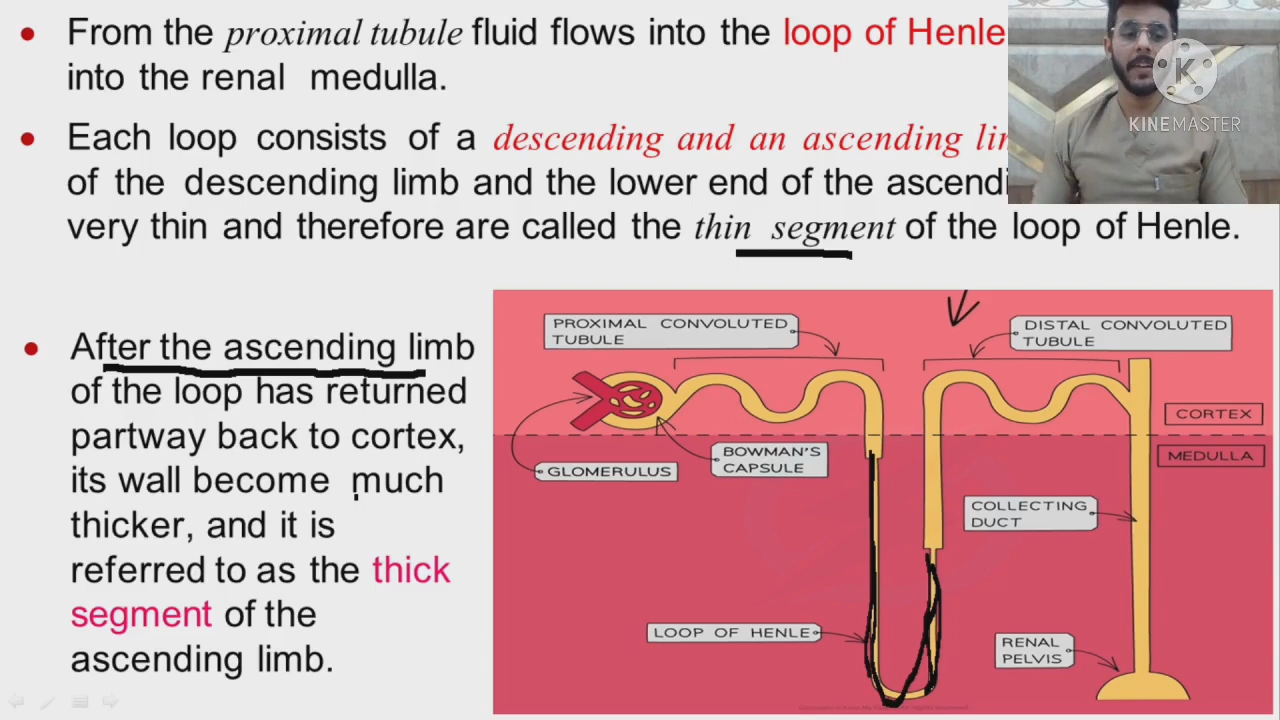 From the proximal tubule fluid flows into the loop of Henle
into the renal medulla.
Each loop consists of a descending and an ascending
of the descending limb and the lower end of the
very thin and therefore are called the thin segment of the loop of Henle.
After the ascending limb
of the loop has returned
partway back to cortex,
its wall become much
thicker, and it is
referred to as the thick
segment of the
ascending limb.
PROXIMAL CONVOLUTED
TUBULE
DISTAL CONVOLUTED
TUBULE
CORTEX
MEDULLA
BOWMAN'S
CAPSULE
GLOMERULUS
COLLECTING
DUCT
LOOP OF HENLE
RENAL
PELVIS
K
KINEMASTER